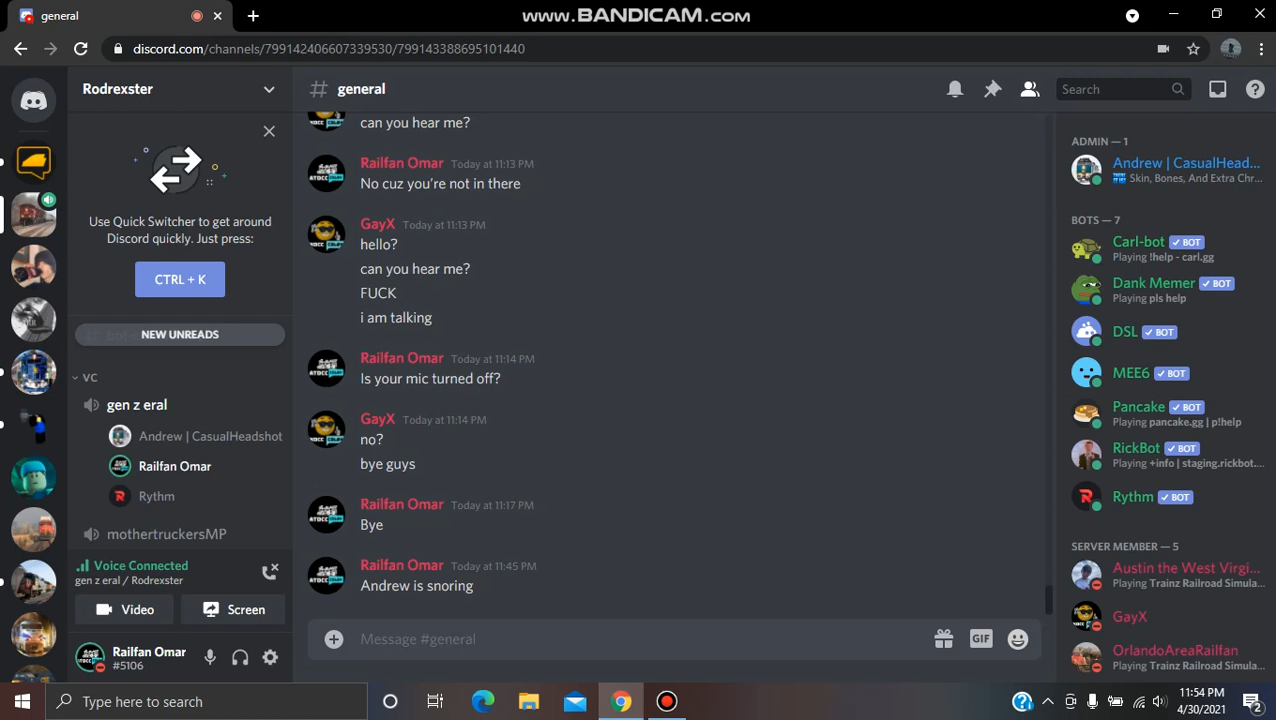 general
www.BANDICAM.com
discord.com/channels/799142406607339530/799143388695101440
Rodrexster
Use Quick Switcher to get around
Discord quickly. Just press:
CTRL + K
NEW UNREADS
VC
gen z eral
Andrew | CasualHeadshot
Railfan Omar
Rythm
mothertruckersMP
Voice Connected
gen z eral / Rodrexster
Video
Screen
Railfan Omar
#5106
# general
Search
can you hear me?
Railfan Omar Today at 11:13 PM
No cuz you're not in there
GayX Today at 11:13 PM
hello?
can you hear me?
FUCK
i am talking
Railfan Omar Today at 11:14 PM
Is your mic turned off?
GayX Today at 11:14 PM
no?
bye guys
Railfan Omar Today at 11:17 PM
Bye
Railfan Omar Today at 11:45 PM
Andrew is snoring
Message #general
GIF
ADMIN — 1
Andrew | CasualHead...
Skin, Bones, And Extra Chr...
BOTS — 7
Carl-bot ✓ BOT
Playing !help - carl.gg
Dank Memer ✓ BOT
Playing pls help
DSL ✓ BOT
MEE6 ✓ BOT
Pancake ✓ BOT
Playing pancake.gg | p!help
RickBot ✓ BOT
Playing +info | staging.rickbot....
Rythm ✓ BOT
SERVER MEMBER — 5
Austin the West Virgi...
Playing Trainz Railroad Simula...
GayX
OrlandoAreaRailfan
Playing Trainz Railroad Simula...
Type here to search
11:54 PM
4/30/2021
2